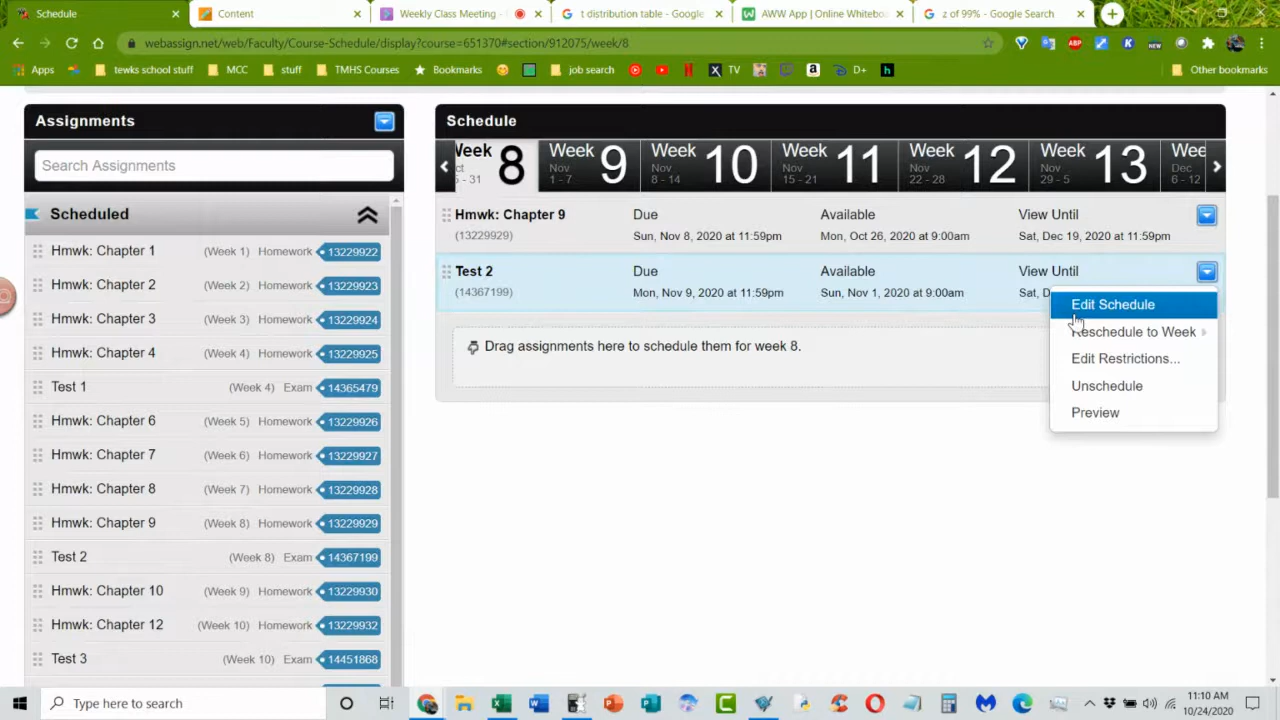 Schedule
Content
Weekly Class Meeting -
t distribution table - Google
AWW App | Online Whiteboa
z of 99% - Google Search
webassign.net/web/Faculty/Course-Schedule/display?course=651370#section/912075/week/8
Apps
tewks school stuff
MCC
stuff
TMHS Courses
Bookmarks
job search
TV
D+
Other bookmarks
Assignments
Search Assignments
Scheduled
Hmwk: Chapter 1 (Week 1) Homework 13229922
Hmwk: Chapter 2 (Week 2) Homework 13229923
Hmwk: Chapter 3 (Week 3) Homework 13229924
Hmwk: Chapter 4 (Week 4) Homework 13229925
Test 1 (Week 4) Exam 14365479
Hmwk: Chapter 6 (Week 5) Homework 13229926
Hmwk: Chapter 7 (Week 6) Homework 13229927
Hmwk: Chapter 8 (Week 7) Homework 13229928
Hmwk: Chapter 9 (Week 8) Homework 13229929
Test 2 (Week 8) Exam 14367199
Hmwk: Chapter 10 (Week 9) Homework 13229930
Hmwk: Chapter 12 (Week 10) Homework 13229932
Test 3 (Week 10) Exam 14451868
Schedule
Week 8
- 31
Week 9
Nov
1 - 7
Week 10
Nov
8 - 14
Week 11
Nov
15 - 21
Week 12
Nov
22 - 28
Week 13
Nov
29 - 5
Wee
Dec
6 - 12
Hmwk: Chapter 9 Due Available View Until
(13229929) Sun, Nov 8, 2020 at 11:59pm Mon, Oct 26, 2020 at 9:00am Sat, Dec 19, 2020 at 11:59pm
Test 2 Due Available View Until
(14367199) Mon, Nov 9, 2020 at 11:59pm Sun, Nov 1, 2020 at 9:00am Sat, D
Drag assignments here to schedule them for week 8.
Edit Schedule
Reschedule to Week
Edit Restrictions...
Unschedule
Preview
Type here to search
11:10 AM
10/24/2020